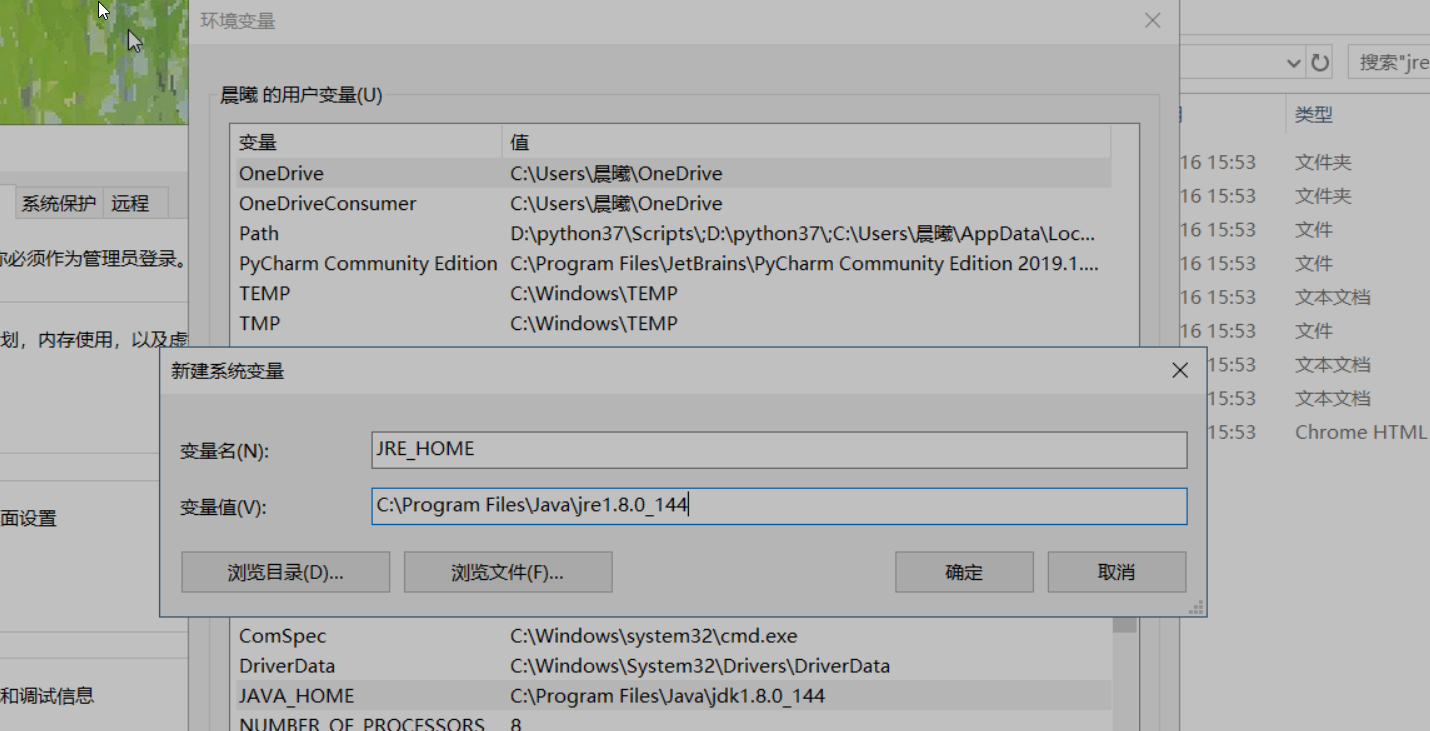 环境变量
搜索"jre
晨曦 的用户变量(U)
变量 值
类型
OneDrive C:\Users\晨曦\OneDrive
16 15:53 文件夹
OneDriveConsumer C:\Users\晨曦\OneDrive
16 15:53 文件夹
系统保护 远程
Path D:\python37\Scripts\;D:\python37\;C:\Users\晨曦\AppData\Loc...
16 15:53 文件
你必须作为管理员登录。
PyCharm Community Edition C:\Program Files\JetBrains\PyCharm Community Edition 2019.1....
16 15:53 文件
TEMP C:\Windows\TEMP
16 15:53 文本文档
TMP C:\Windows\TEMP
16 15:53 文件
划，内存使用，以及虚
新建系统变量
15:53 文本文档
15:53 文本文档
15:53 Chrome HTML
变量名(N): JRE_HOME
变量值(V): C:\Program Files\Java\jre1.8.0_144
面设置
浏览目录(D)... 浏览文件(F)... 确定 取消
ComSpec C:\Windows\system32\cmd.exe
DriverData C:\Windows\System32\Drivers\DriverData
和调试信息
JAVA_HOME C:\Program Files\Java\jdk1.8.0_144
NUMBER_OF_PROCESSORS 8